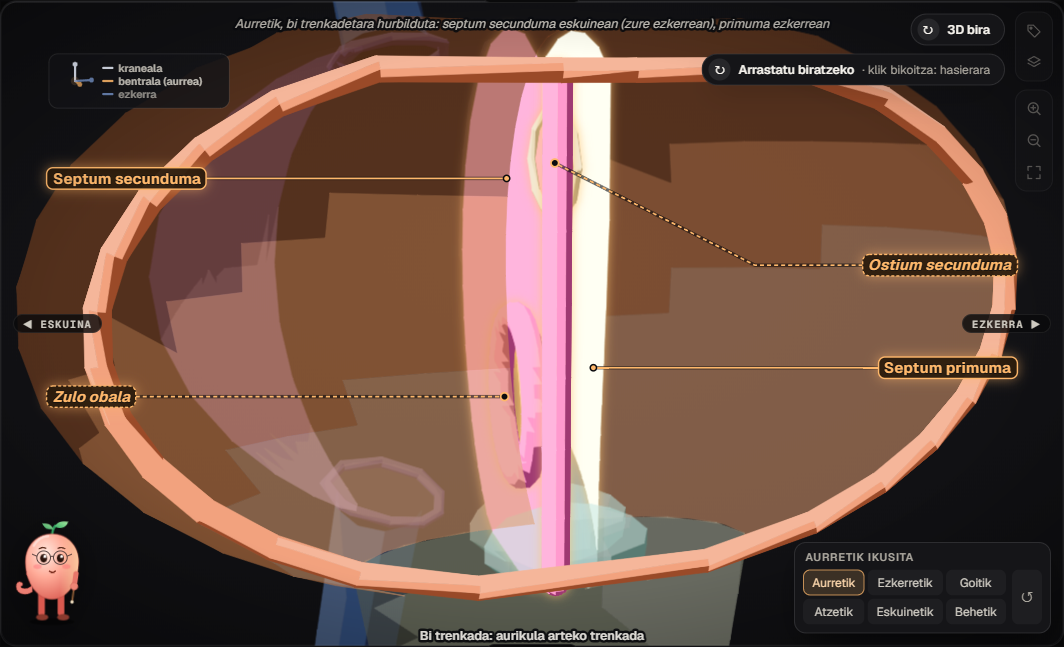 Aurretik, bi trenkadetara hurbilduta: septum secunduma eskuinean (zure ezkerrean), primuma ezkerrean
3D bira
kraneala
bentrala (aurrea)
ezkerra
Arrastatu biratzeko · klik bikoitza: hasierara
Septum secunduma
Ostium secunduma
◀ ESKUINA
EZKERRA ▶
Septum primuma
Zulo obala
AURRETIK IKUSITA
Aurretik Ezkerretik Goitik
Atzetik Eskuinetik Behetik
Bi trenkada: aurikula arteko trenkada